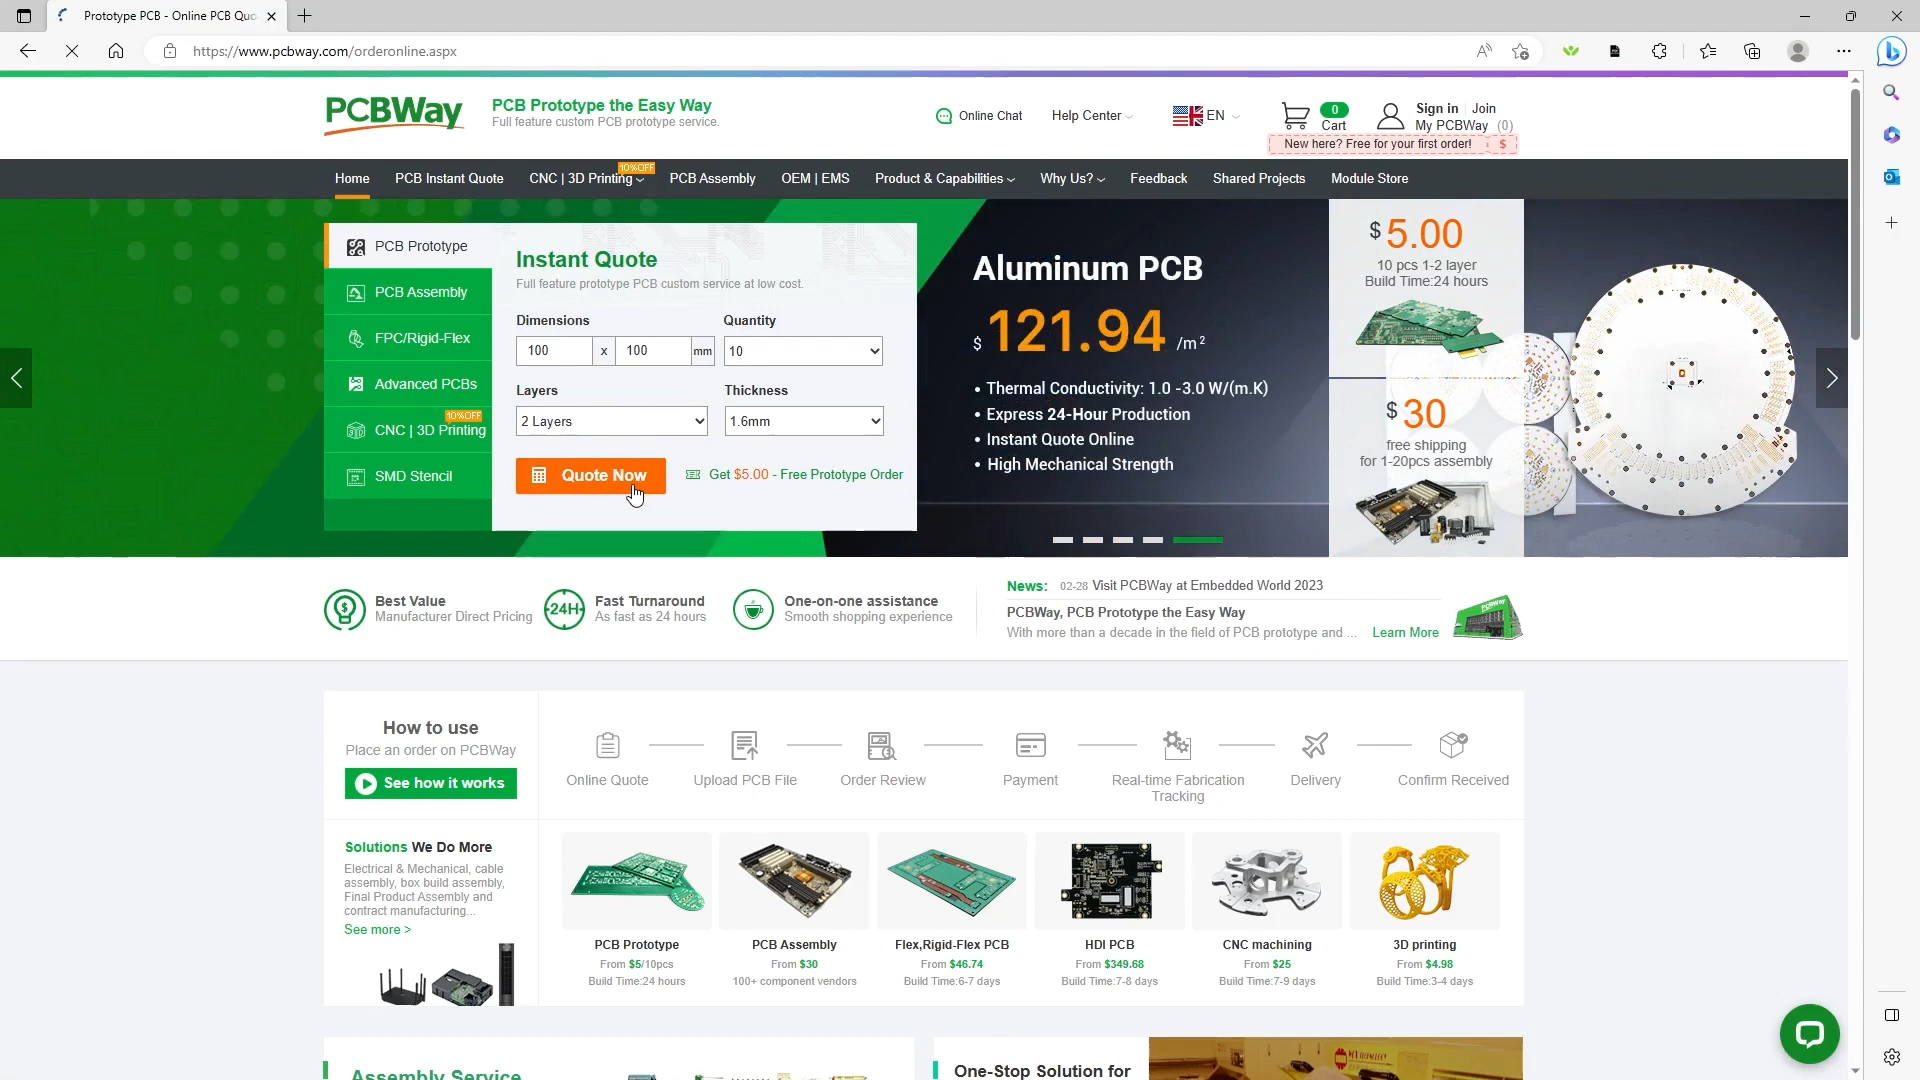 Prototype PCB - Online PCB Quo
https://www.pcbway.com/orderonline.aspx
PCBWay
PCB Prototype the Easy Way
Full feature custom PCB prototype service.
Online Chat
Help Center
EN
0
Cart
Sign in
Join
My PCBWay (0)
New here? Free for your first order!
$
10%OFF
Home
PCB Instant Quote
CNC | 3D Printing
PCB Assembly
OEM | EMS
Product & Capabilities
Why Us?
Feedback
Shared Projects
Module Store
PCB Prototype
PCB Assembly
FPC/Rigid-Flex
Advanced PCBs
10%OFF
CNC | 3D Printing
SMD Stencil
Instant Quote
Full feature prototype PCB custom service at low cost.
Dimensions
Quantity
100 x 100 mm
10
Layers
Thickness
2 Layers
1.6mm
Quote Now
Get $5.00 - Free Prototype Order
Aluminum PCB
$ 121.94 /m²
• Thermal Conductivity: 1.0 -3.0 W/(m.K)
• Express 24-Hour Production
• Instant Quote Online
• High Mechanical Strength
$ 5.00
10 pcs 1-2 layer
Build Time:24 hours
$ 30
free shipping
for 1-20pcs assembly
Best Value
Manufacturer Direct Pricing
24H
Fast Turnaround
As fast as 24 hours
One-on-one assistance
Smooth shopping experience
News: 02-28 Visit PCBWay at Embedded World 2023
PCBWay, PCB Prototype the Easy Way
With more than a decade in the field of PCB prototype and ... Learn More
How to use
Place an order on PCBWay
See how it works
Online Quote
Upload PCB File
Order Review
Payment
Real-time Fabrication
Tracking
Delivery
Confirm Received
Solutions We Do More
Electrical & Mechanical, cable
assembly, box build assembly,
Final Product Assembly and
contract manufacturing...
See more >
PCB Prototype
From $5/10pcs
Build Time:24 hours
PCB Assembly
From $30
100+ component vendors
Flex,Rigid-Flex PCB
From $46.74
Build Time:6-7 days
HDI PCB
From $349.68
Build Time:7-8 days
CNC machining
From $25
Build Time:7-9 days
3D printing
From $4.98
Build Time:3-4 days
Assembly Service
One-Stop Solution for